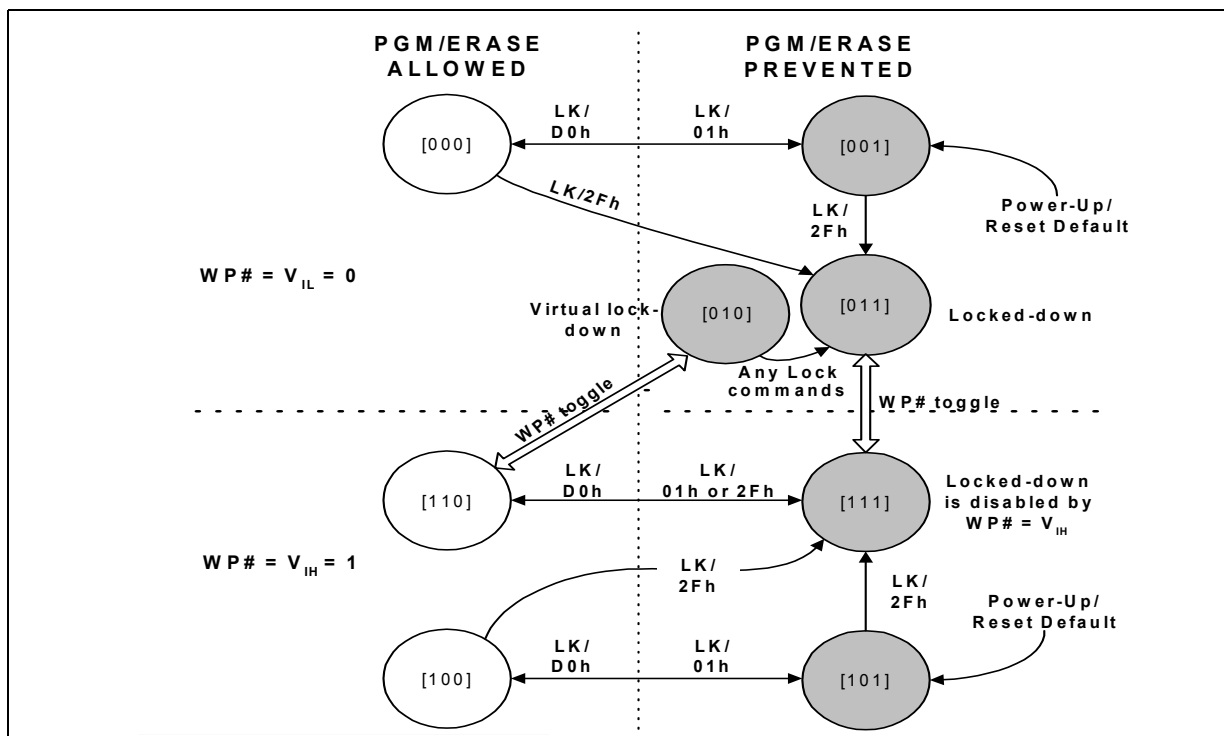 PGM/ERASE
ALLOWED
PGM/ERASE
PREVENTED
LK/
D0h
LK/
01h
[000]
[001]
LK/2Fh
LK/
2Fh
Power-Up/
Reset Default
WP# = VIL = 0
Virtual lock-
down
[010]
[011]
Locked-down
Any Lock
commands
WP# toggle
WP# toggle
LK/
D0h
LK/
01h or 2Fh
[110]
[111]
Locked-down
is disabled by
WP# = VIH
WP# = VIH = 1
LK/
2Fh
LK/
2Fh
Power-Up/
Reset Default
LK/
D0h
LK/
01h
[100]
[101]